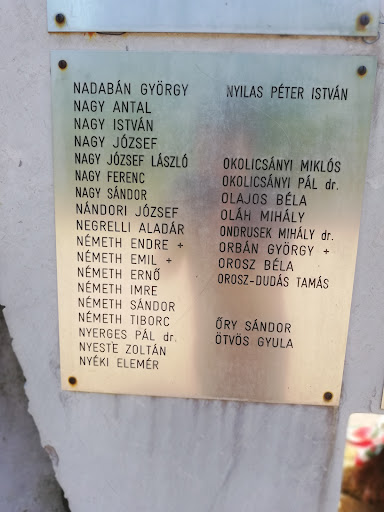 NADABÁN GYÖRGY
NAGY ANTAL
NAGY ISTVÁN
NAGY JÓZSEF
NAGY JÓZSEF LÁSZLÓ
NAGY FERENC
NAGY SÁNDOR
NÁNDORI JÓZSEF
NEGRELLI ALADÁR
NÉMETH ENDRE +
NÉMETH EMIL +
NÉMETH ERNŐ
NÉMETH IMRE
NÉMETH SÁNDOR
NÉMETH TIBORC
NYERGES PÁL dr.
NYESTE ZOLTÁN
NYÉKI ELEMÉR
NYILAS PÉTER ISTVÁN
OKOLICSÁNYI MIKLÓS
OKOLICSÁNYI PÁL dr.
OLAJOS BÉLA
OLÁH MIHÁLY
ONDRUSEK MIHÁLY dr.
ORBÁN GYÖRGY +
OROSZ BÉLA
OROSZ-DUDÁS TAMÁS
ŐRY SÁNDOR
ÖTVÖS GYULA